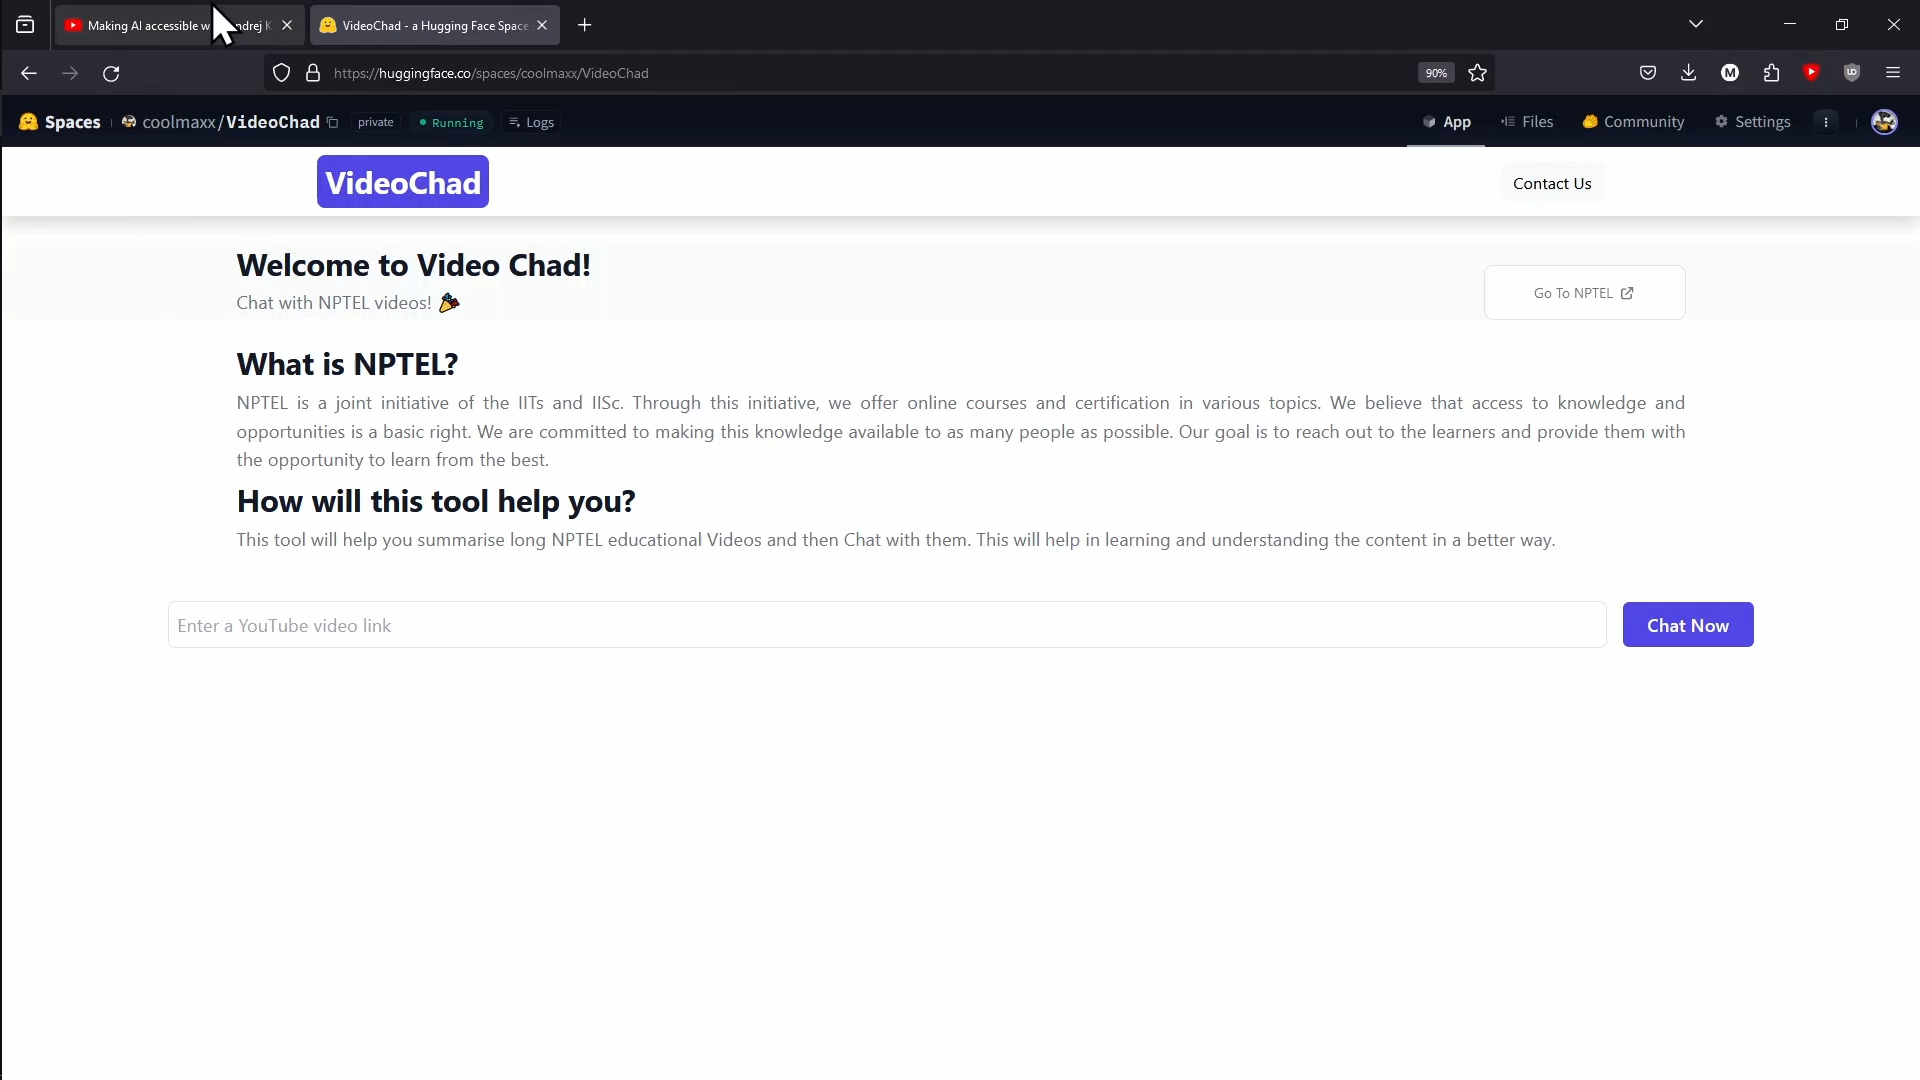 Making AI accessible w
ndrej K
VideoChad - a Hugging Face Space
https://huggingface.co/spaces/coolmaxx/VideoChad
90%
M
Spaces
coolmaxx/VideoChad
private
Running
Logs
App
Files
Community
Settings
VideoChad
Contact Us
Welcome to Video Chad!
Chat with NPTEL videos!
Go To NPTEL
What is NPTEL?
NPTEL is a joint initiative of the IITs and IISc. Through this initiative, we offer online courses and certification in various topics. We believe that access to knowledge and
opportunities is a basic right. We are committed to making this knowledge available to as many people as possible. Our goal is to reach out to the learners and provide them with
the opportunity to learn from the best.
How will this tool help you?
This tool will help you summarise long NPTEL educational Videos and then Chat with them. This will help in learning and understanding the content in a better way.
Enter a YouTube video link
Chat Now